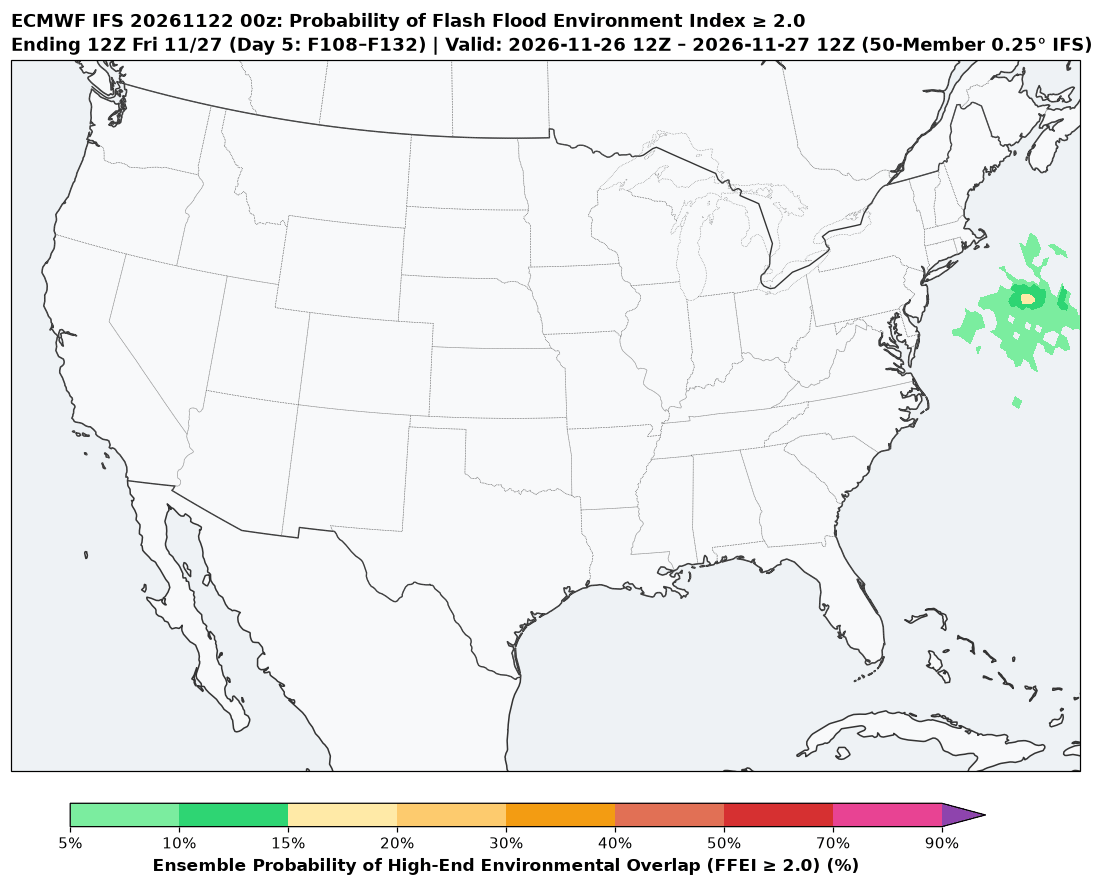 ECMWF IFS 20261122 00z: Probability of Flash Flood Environment Index ≥ 2.0
Ending 12Z Fri 11/27 (Day 5: F108–F132) | Valid: 2026-11-26 12Z – 2026-11-27 12Z (50-Member 0.25° IFS)
5% 10% 15% 20% 30% 40% 50% 70% 90%
Ensemble Probability of High-End Environmental Overlap (FFEI ≥ 2.0) (%)